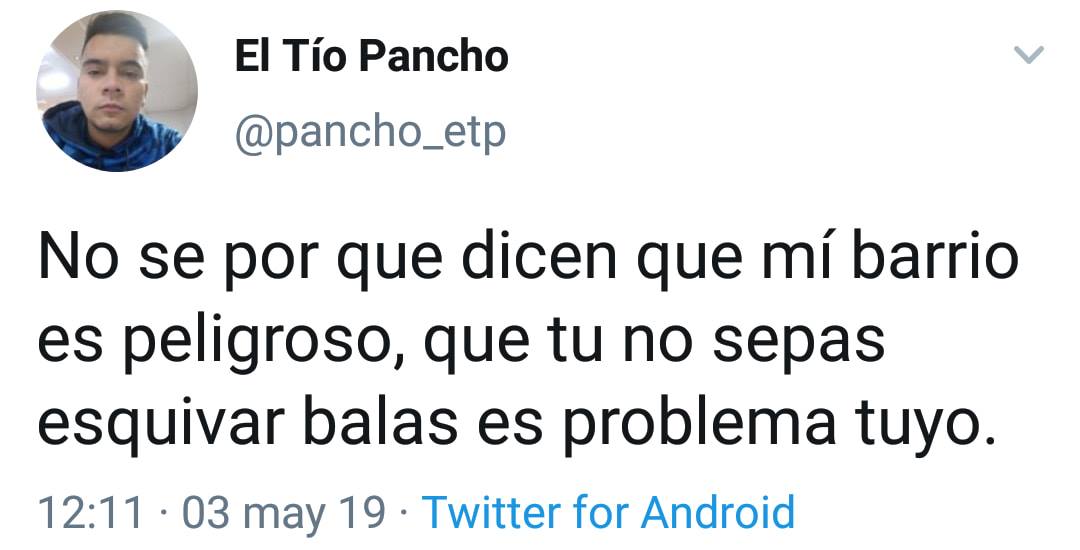 El Tío Pancho
@pancho_etp
No se por que dicen que mí barrio
es peligroso, que tu no sepas
esquivar balas es problema tuyo.
12:11 · 03 may 19 · Twitter for Android